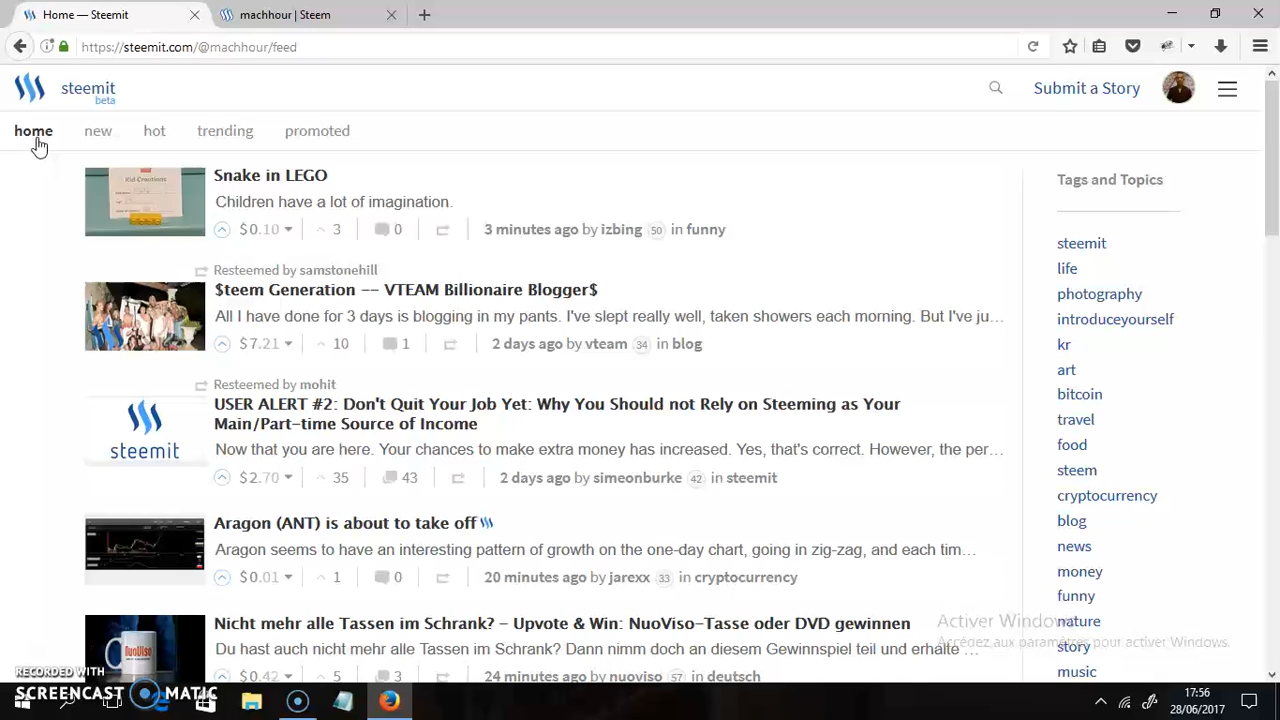 Home — Steemit
machhour | Steem
https://steemit.com/@machhour/feed
steemit
beta
Submit a Story
home new hot trending promoted
Snake in LEGO
Children have a lot of imagination.
$0.10 3 0 3 minutes ago by izbing 50 in funny
Resteemed by samstonehill
$teem Generation –– VTEAM Billionaire Blogger$
All I have done for 3 days is blogging in my pants. I've slept really well, taken showers each morning. But I've ju…
$7.21 10 1 2 days ago by vteam 34 in blog
Resteemed by mohit
USER ALERT #2: Don't Quit Your Job Yet: Why You Should not Rely on Steeming as Your
Main/Part-time Source of Income
Now that you are here. Your chances to make extra money has increased. Yes, that's correct. However, the per…
$2.70 35 43 2 days ago by simeonburke 42 in steemit
steemit
Aragon (ANT) is about to take off
Aragon seems to have an interesting pattern of growth on the one-day chart, going in zig-zag, and each tim…
$0.01 1 0 20 minutes ago by jarexx 33 in cryptocurrency
Nicht mehr alle Tassen im Schrank? – Upvote & Win: NuoViso-Tasse oder DVD gewinnen
Du hast auch nicht mehr alle Tassen im Schrank? Dann nimm doch an diesem Gewinnspiel teil und erhälte …
$0.42 5 3 24 minutes ago by nuoviso 57 in deutsch
Tags and Topics
steemit
life
photography
introduceyourself
kr
art
bitcoin
travel
food
steem
cryptocurrency
blog
news
money
funny
nature
story
music
Activer Windows
Accédez aux paramètres pour activer Windows.
RECORDED WITH
SCREENCAST MATIC
17:56
28/06/2017